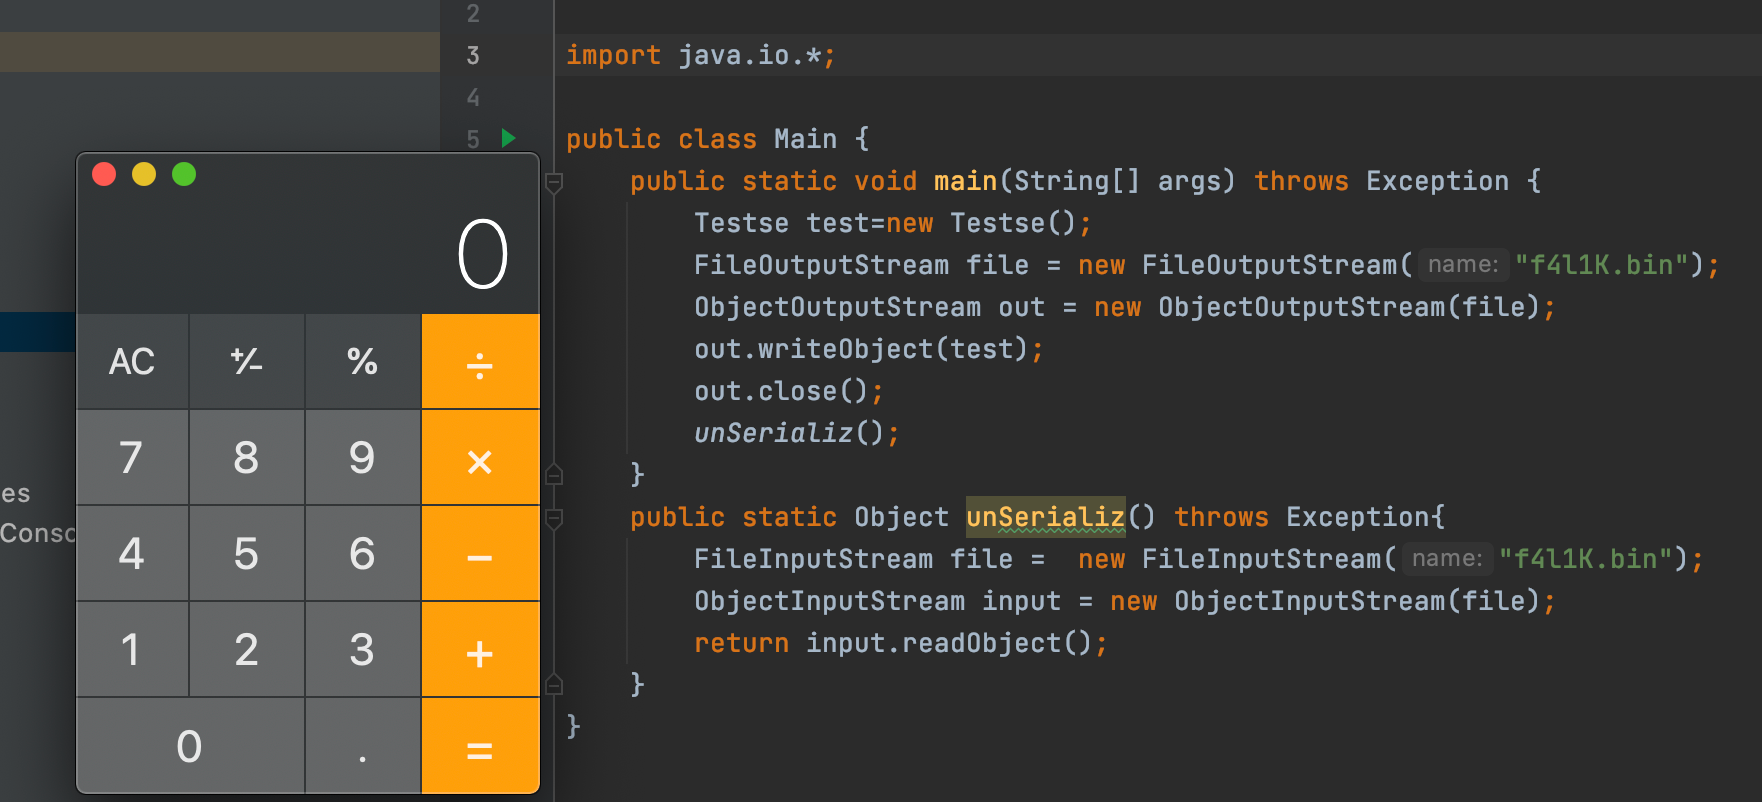 2
3 import java.io.*;
4
5 public class Main {
public static void main(String[] args) throws Exception {
Testse test=new Testse();
FileOutputStream file = new FileOutputStream( name: "f4l1K.bin");
ObjectOutputStream out = new ObjectOutputStream(file);
out.writeObject(test);
out.close();
unSerializ();
}
public static Object unSerializ() throws Exception{
FileInputStream file =  new FileInputStream( name: "f4l1K.bin");
ObjectInputStream input = new ObjectInputStream(file);
return input.readObject();
}
}
0
AC ⁺∕₋ % ÷
7 8 9 ×
4 5 6 −
1 2 3 +
0 . =
es
Conso